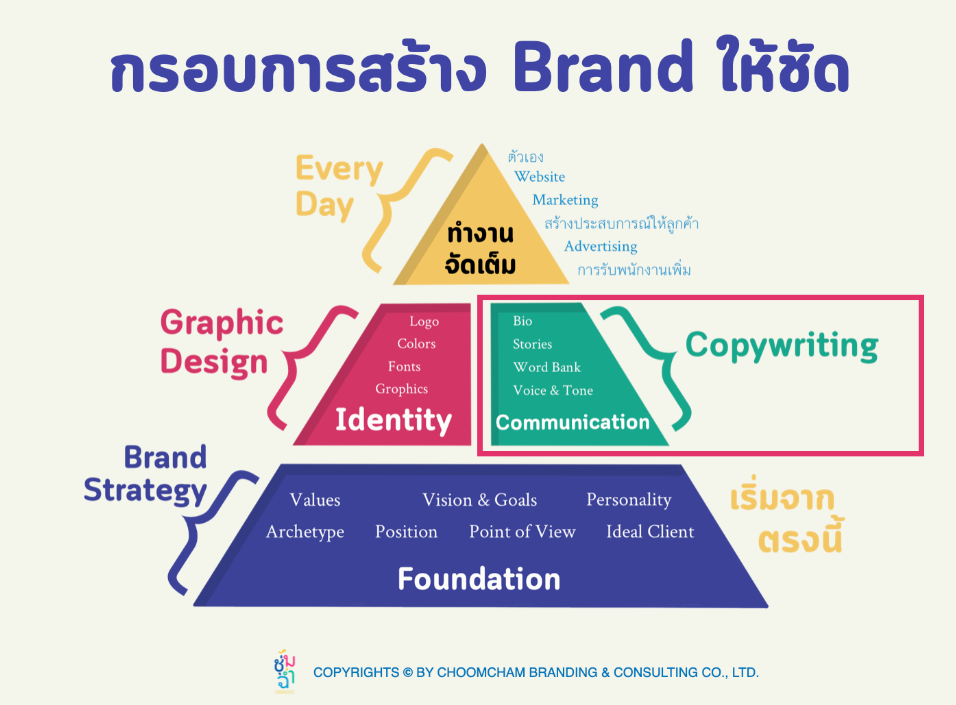 กรอบการสร้าง Brand ให้ชัด
Every
Day
ทำงาน
จัดเต็ม
ตัวเอง
Website
Marketing
สร้างประสบการณ์ให้ลูกค้า
Advertising
การรับพนักงานเพิ่ม
Graphic
Design
Logo
Colors
Fonts
Grophics
Identity
Bio
Stories
Word Bank
Voice & Tone
Communication
Copywriting
Brand
Strategy
Values Vision & Goals Personality
Archetype Position Point of View Ideal Client
Foundation
เริ่มจาก
ตรงนี้
ชุ่ม
ฉ่ำ
COPYRIGHTS © BY CHOOMCHAM BRANDING & CONSULTING CO., LTD.